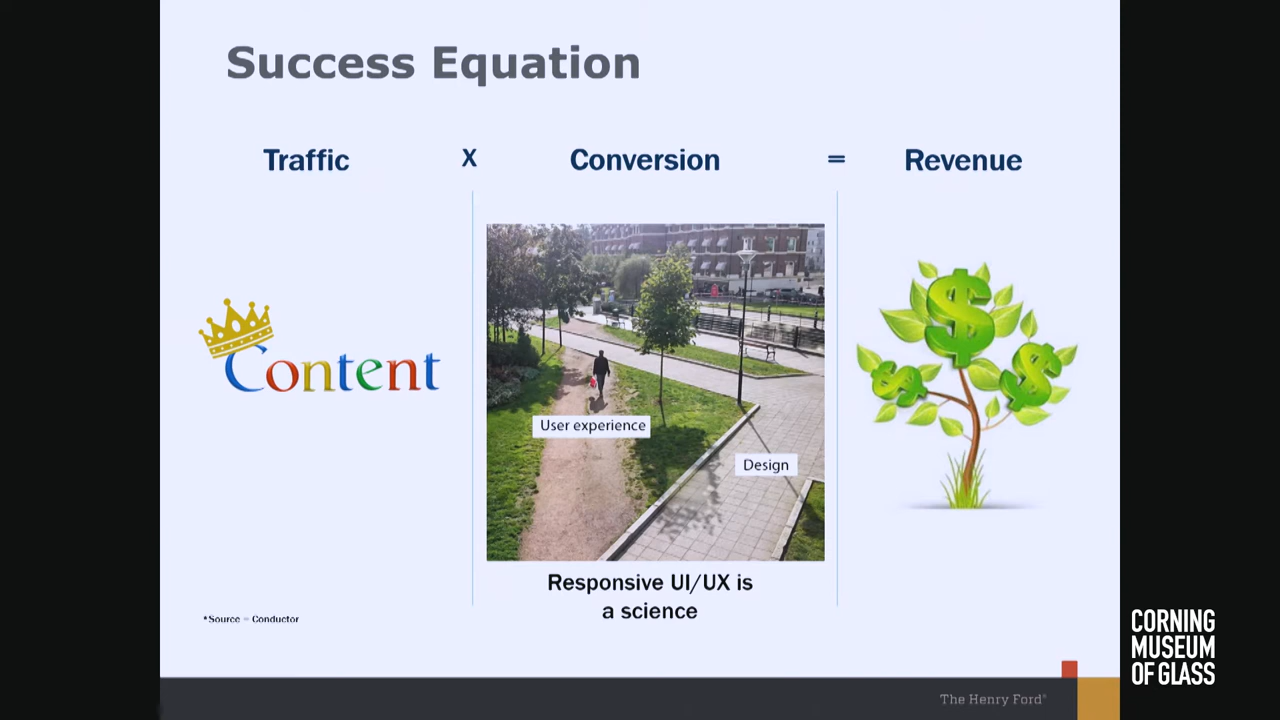 Success Equation
Traffic X Conversion = Revenue
Content
User experience
Design
Responsive UI/UX is
a science
*Source = Conductor
The Henry Ford®
CORNING
MUSEUM
OF GLASS